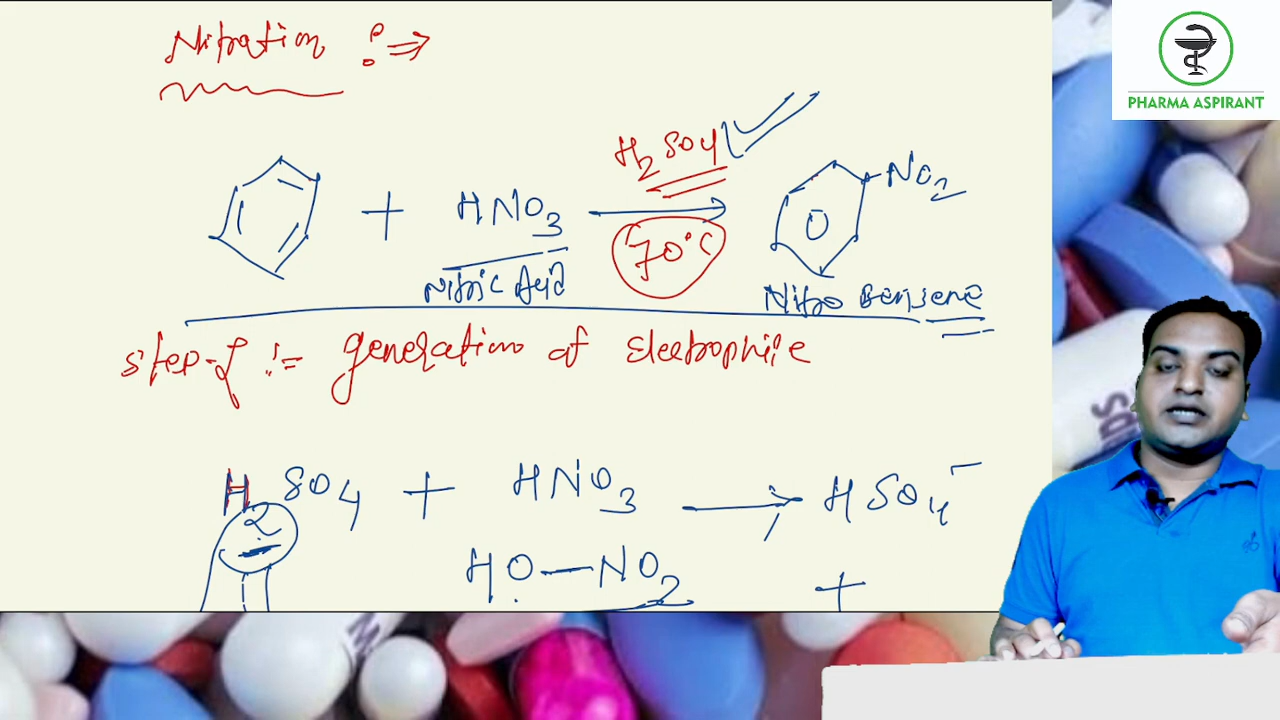 Nitration :⇒
PHARMA ASPIRANT
H2SO4
+ HNO3 → NO2
70°C
Nitric Acid
Nitro Benzene
Step-I := generation of Electrophile
H2SO4 + HNO3 → HSO4⁻
HO—NO2 +